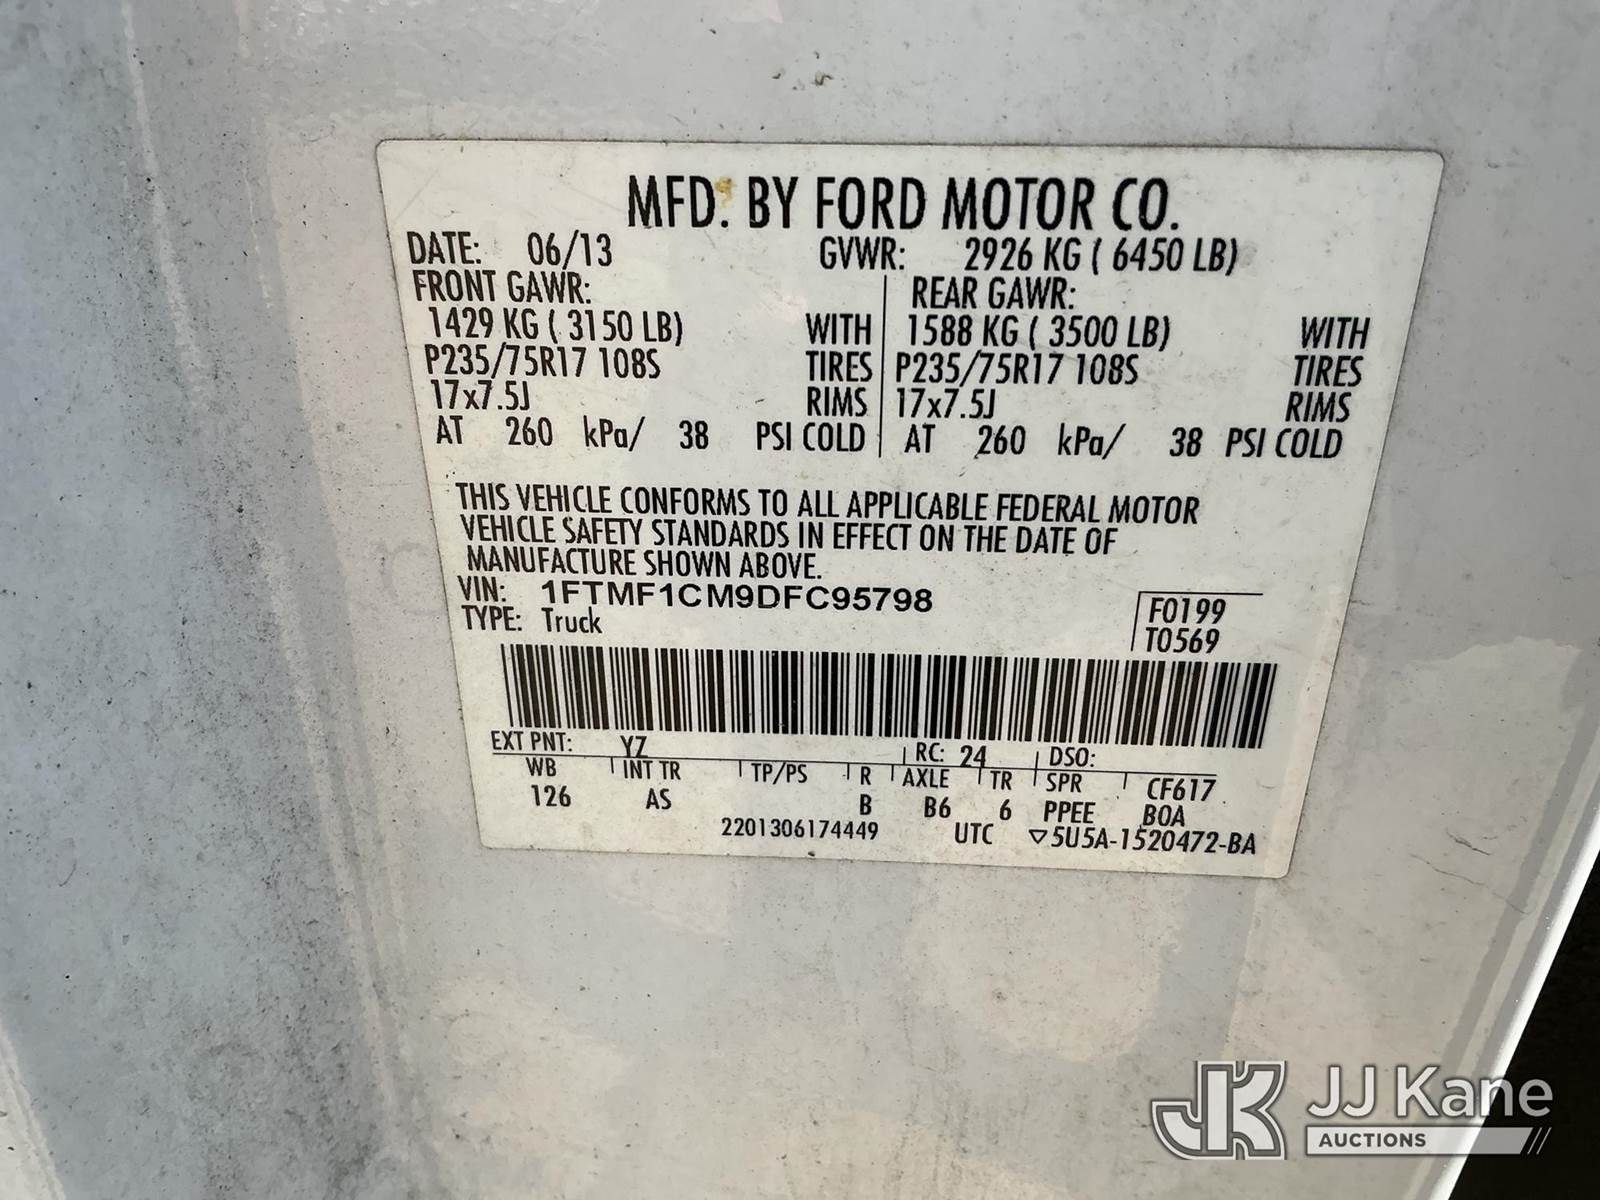 MFD. BY FORD MOTOR CO.
DATE: 06/13 GVWR: 2926 KG ( 6450 LB)
FRONT GAWR: REAR GAWR:
1429 KG ( 3150 LB) WITH 1588 KG ( 3500 LB) WITH
P235/75R17 108S TIRES P235/75R17 108S TIRES
17x7.5J RIMS 17x7.5J RIMS
AT 260 kPa/ 38 PSI COLD AT 260 kPa/ 38 PSI COLD
THIS VEHICLE CONFORMS TO ALL APPLICABLE FEDERAL MOTOR
VEHICLE SAFETY STANDARDS IN EFFECT ON THE DATE OF
MANUFACTURE SHOWN ABOVE.
VIN: 1FTMF1CM9DFC95798
TYPE: Truck
F0199
T0569
EXT PNT: YZ RC: 24 DSO:
WB INT TR TP/PS R AXLE TR SPR CF617
126 AS B B6 6 PPEE BOA
2201306174449 UTC ▽5U5A-1520472-BA
JK JJ Kane
AUCTIONS